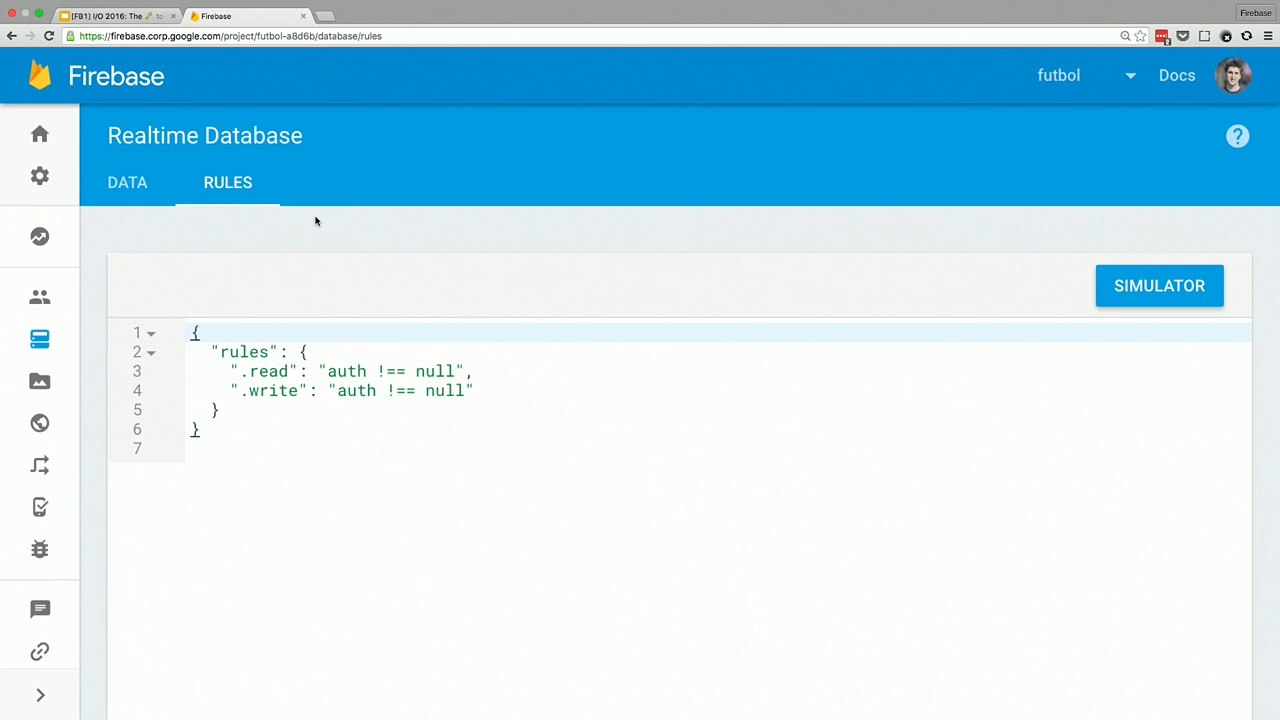 [FB1] I/O 2016: The
to
Firebase
Firebase
https://firebase.corp.google.com/project/futbol-a8d6b/database/rules
Firebase
futbol
Docs
Realtime Database
?
DATA
RULES
SIMULATOR
1 {
2 "rules": {
3 ".read": "auth !== null",
4 ".write": "auth !== null"
5 }
6 }
7